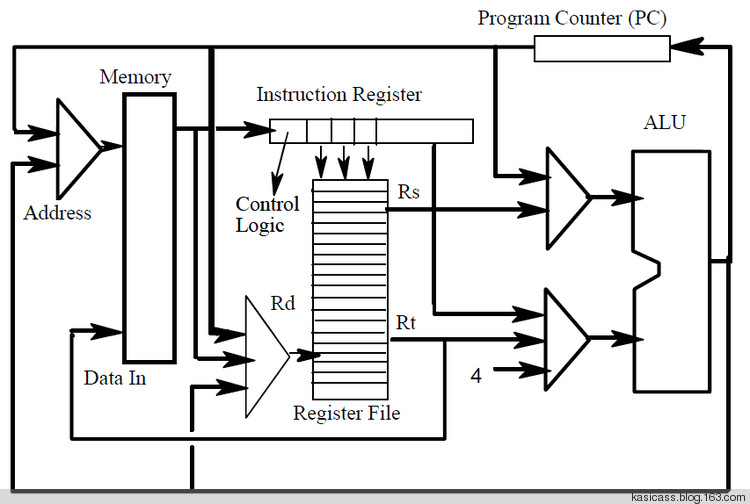 Program Counter (PC)
Memory
Instruction Register
ALU
Rs
Control
Logic
Address
Rd
Rt
4
Data In
Register File
kasicass.blog.163.com